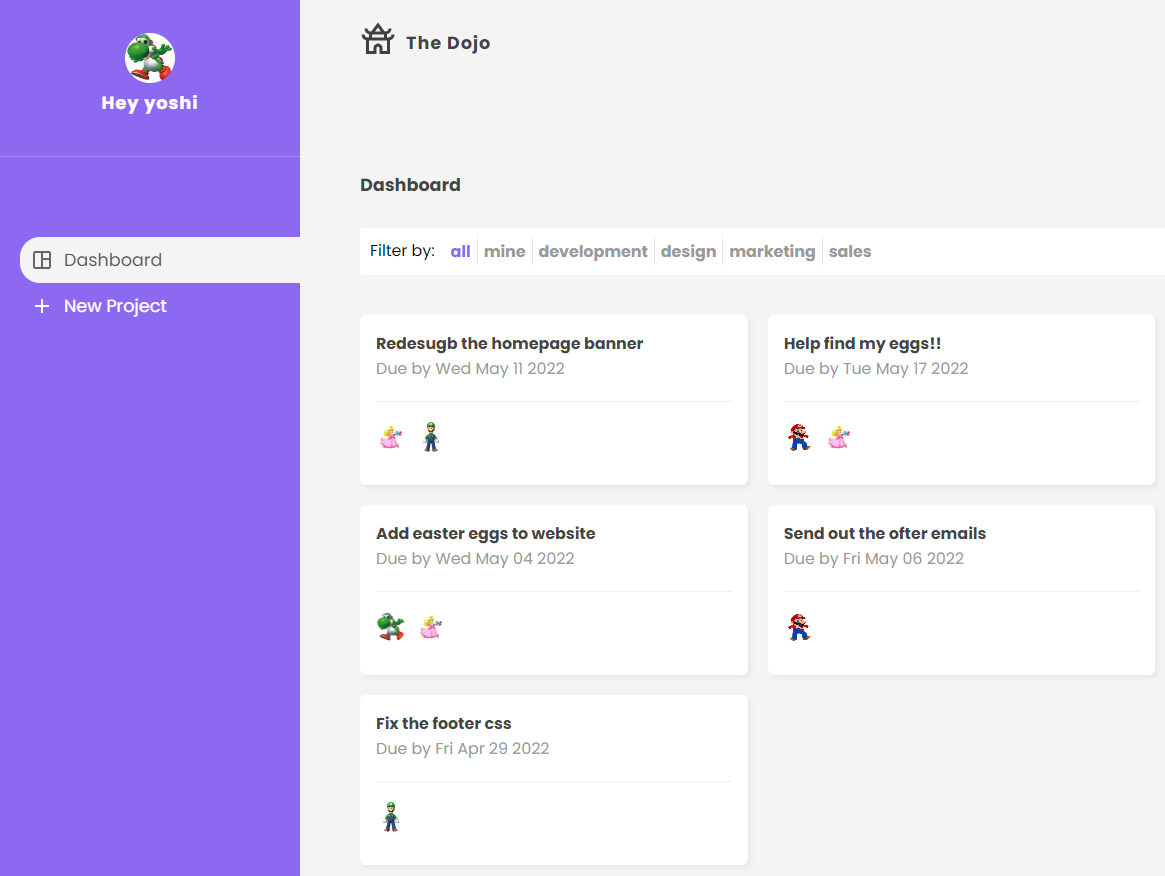 Hey yoshi
Dashboard
New Project
The Dojo
Dashboard
Filter by: all mine development design marketing sales
Redesugb the homepage banner
Due by Wed May 11 2022
Help find my eggs!!
Due by Tue May 17 2022
Add easter eggs to website
Due by Wed May 04 2022
Send out the ofter emails
Due by Fri May 06 2022
Fix the footer css
Due by Fri Apr 29 2022